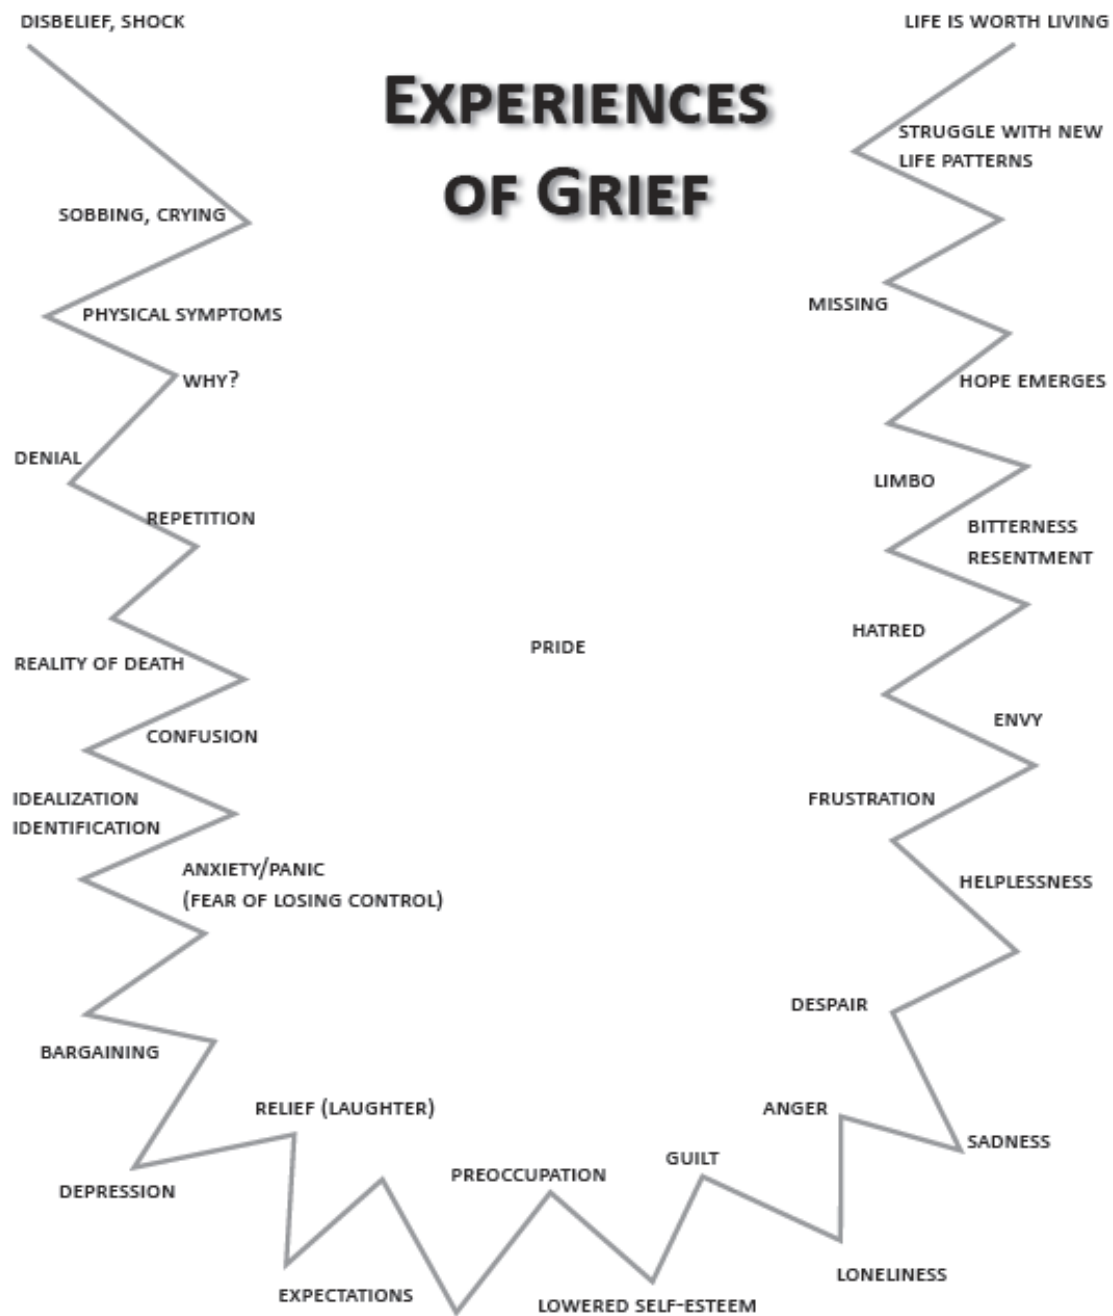 DISBELIEF, SHOCK
LIFE IS WORTH LIVING
EXPERIENCES
OF GRIEF
STRUGGLE WITH NEW
LIFE PATTERNS
SOBBING, CRYING
MISSING
PHYSICAL SYMPTOMS
WHY?
HOPE EMERGES
DENIAL
LIMBO
REPETITION
BITTERNESS
RESENTMENT
HATRED
PRIDE
REALITY OF DEATH
ENVY
CONFUSION
IDEALIZATION
IDENTIFICATION
FRUSTRATION
ANXIETY/PANIC
(FEAR OF LOSING CONTROL)
HELPLESSNESS
DESPAIR
BARGAINING
RELIEF (LAUGHTER)
ANGER
SADNESS
GUILT
PREOCCUPATION
DEPRESSION
LONELINESS
EXPECTATIONS
LOWERED SELF-ESTEEM